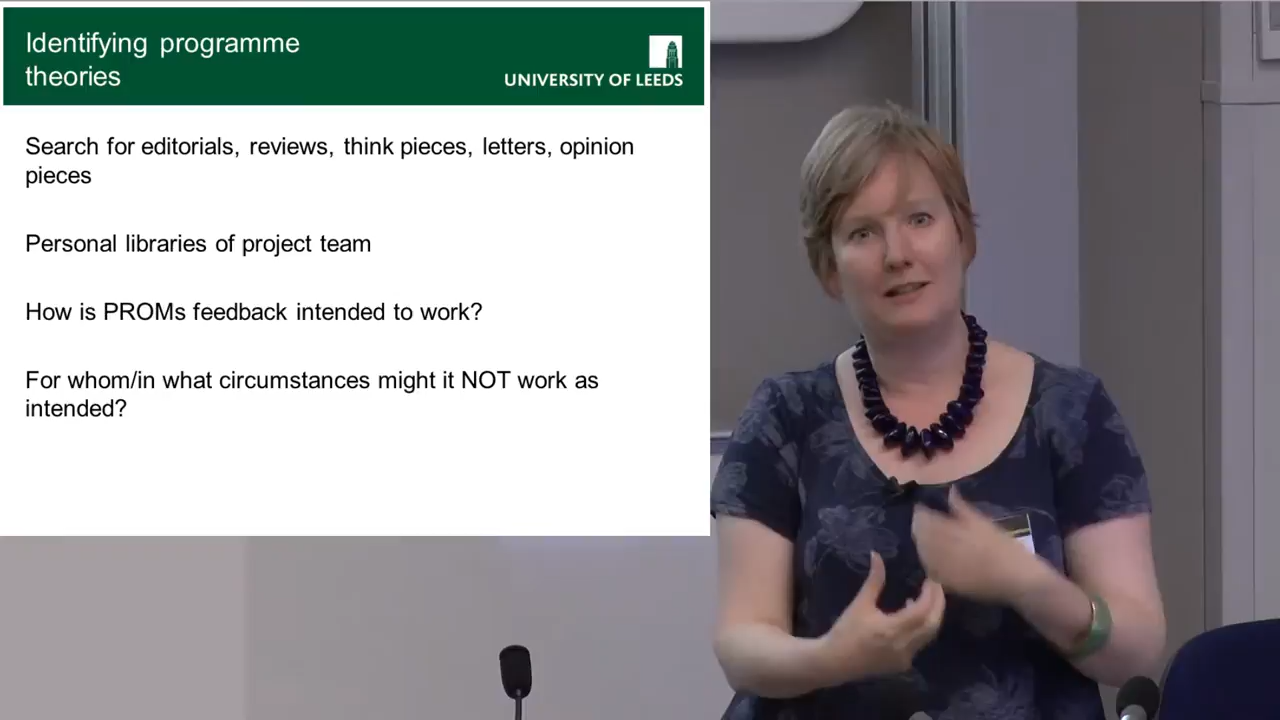 Identifying programme
theories
UNIVERSITY OF LEEDS
Search for editorials, reviews, think pieces, letters, opinion
pieces
Personal libraries of project team
How is PROMs feedback intended to work?
For whom/in what circumstances might it NOT work as
intended?